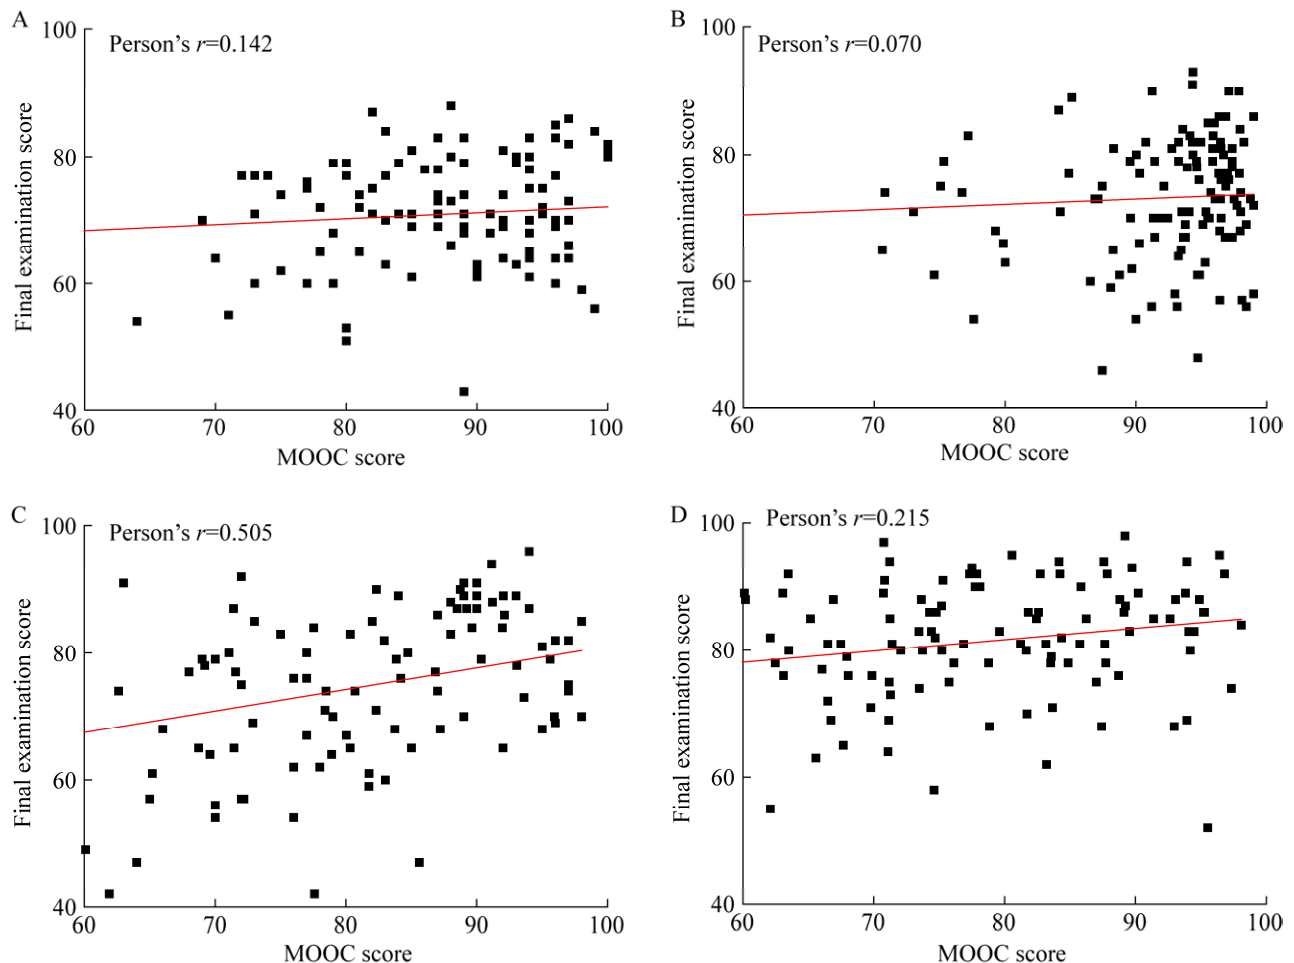 A
Person's r=0.142
100
80
60
40
60 70 80 90 100
Final examination score
MOOC score
B
Person's r=0.070
100
80
60
40
60 70 80 90 100
Final examination score
MOOC score
C
Person's r=0.505
100
80
60
40
60 70 80 90 100
Final examination score
MOOC score
D
Person's r=0.215
100
80
60
40
60 70 80 90 100
Final examination score
MOOC score